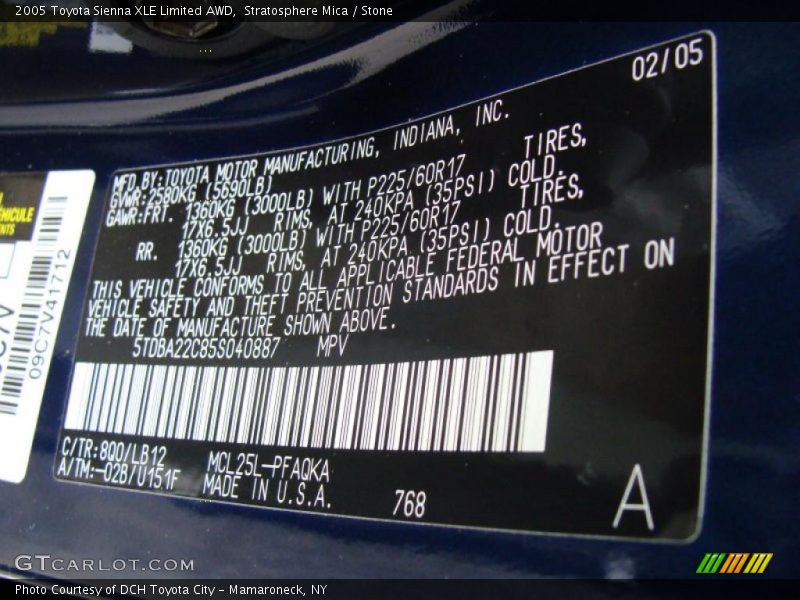 2005 Toyota Sienna XLE Limited AWD, Stratosphere Mica / Stone
02/05
MFD.BY:TOYOTA MOTOR MANUFACTURING, INDIANA, INC.
GVWR:2580KG (5690LB)
GAWR:FRT. 1360KG (3000LB) WITH P225/60R17 TIRES,
17X6.5JJ RIMS, AT 240KPA (35PSI) COLD.
RR. 1360KG (3000LB) WITH P225/60R17 TIRES,
17X6.5JJ RIMS, AT 240KPA (35PSI) COLD.
THIS VEHICLE CONFORMS TO ALL APPLICABLE FEDERAL MOTOR
VEHICLE SAFETY AND THEFT PREVENTION STANDARDS IN EFFECT ON
THE DATE OF MANUFACTURE SHOWN ABOVE.
5TDBA22C85S040887 MPV
C/TR:8Q0/LB12 MCL25L-PFAQKA
A/TM:-02B/U151F MADE IN U.S.A. 768 A
09C7V41712
GTCARLOT.COM
Photo Courtesy of DCH Toyota City - Mamaroneck, NY